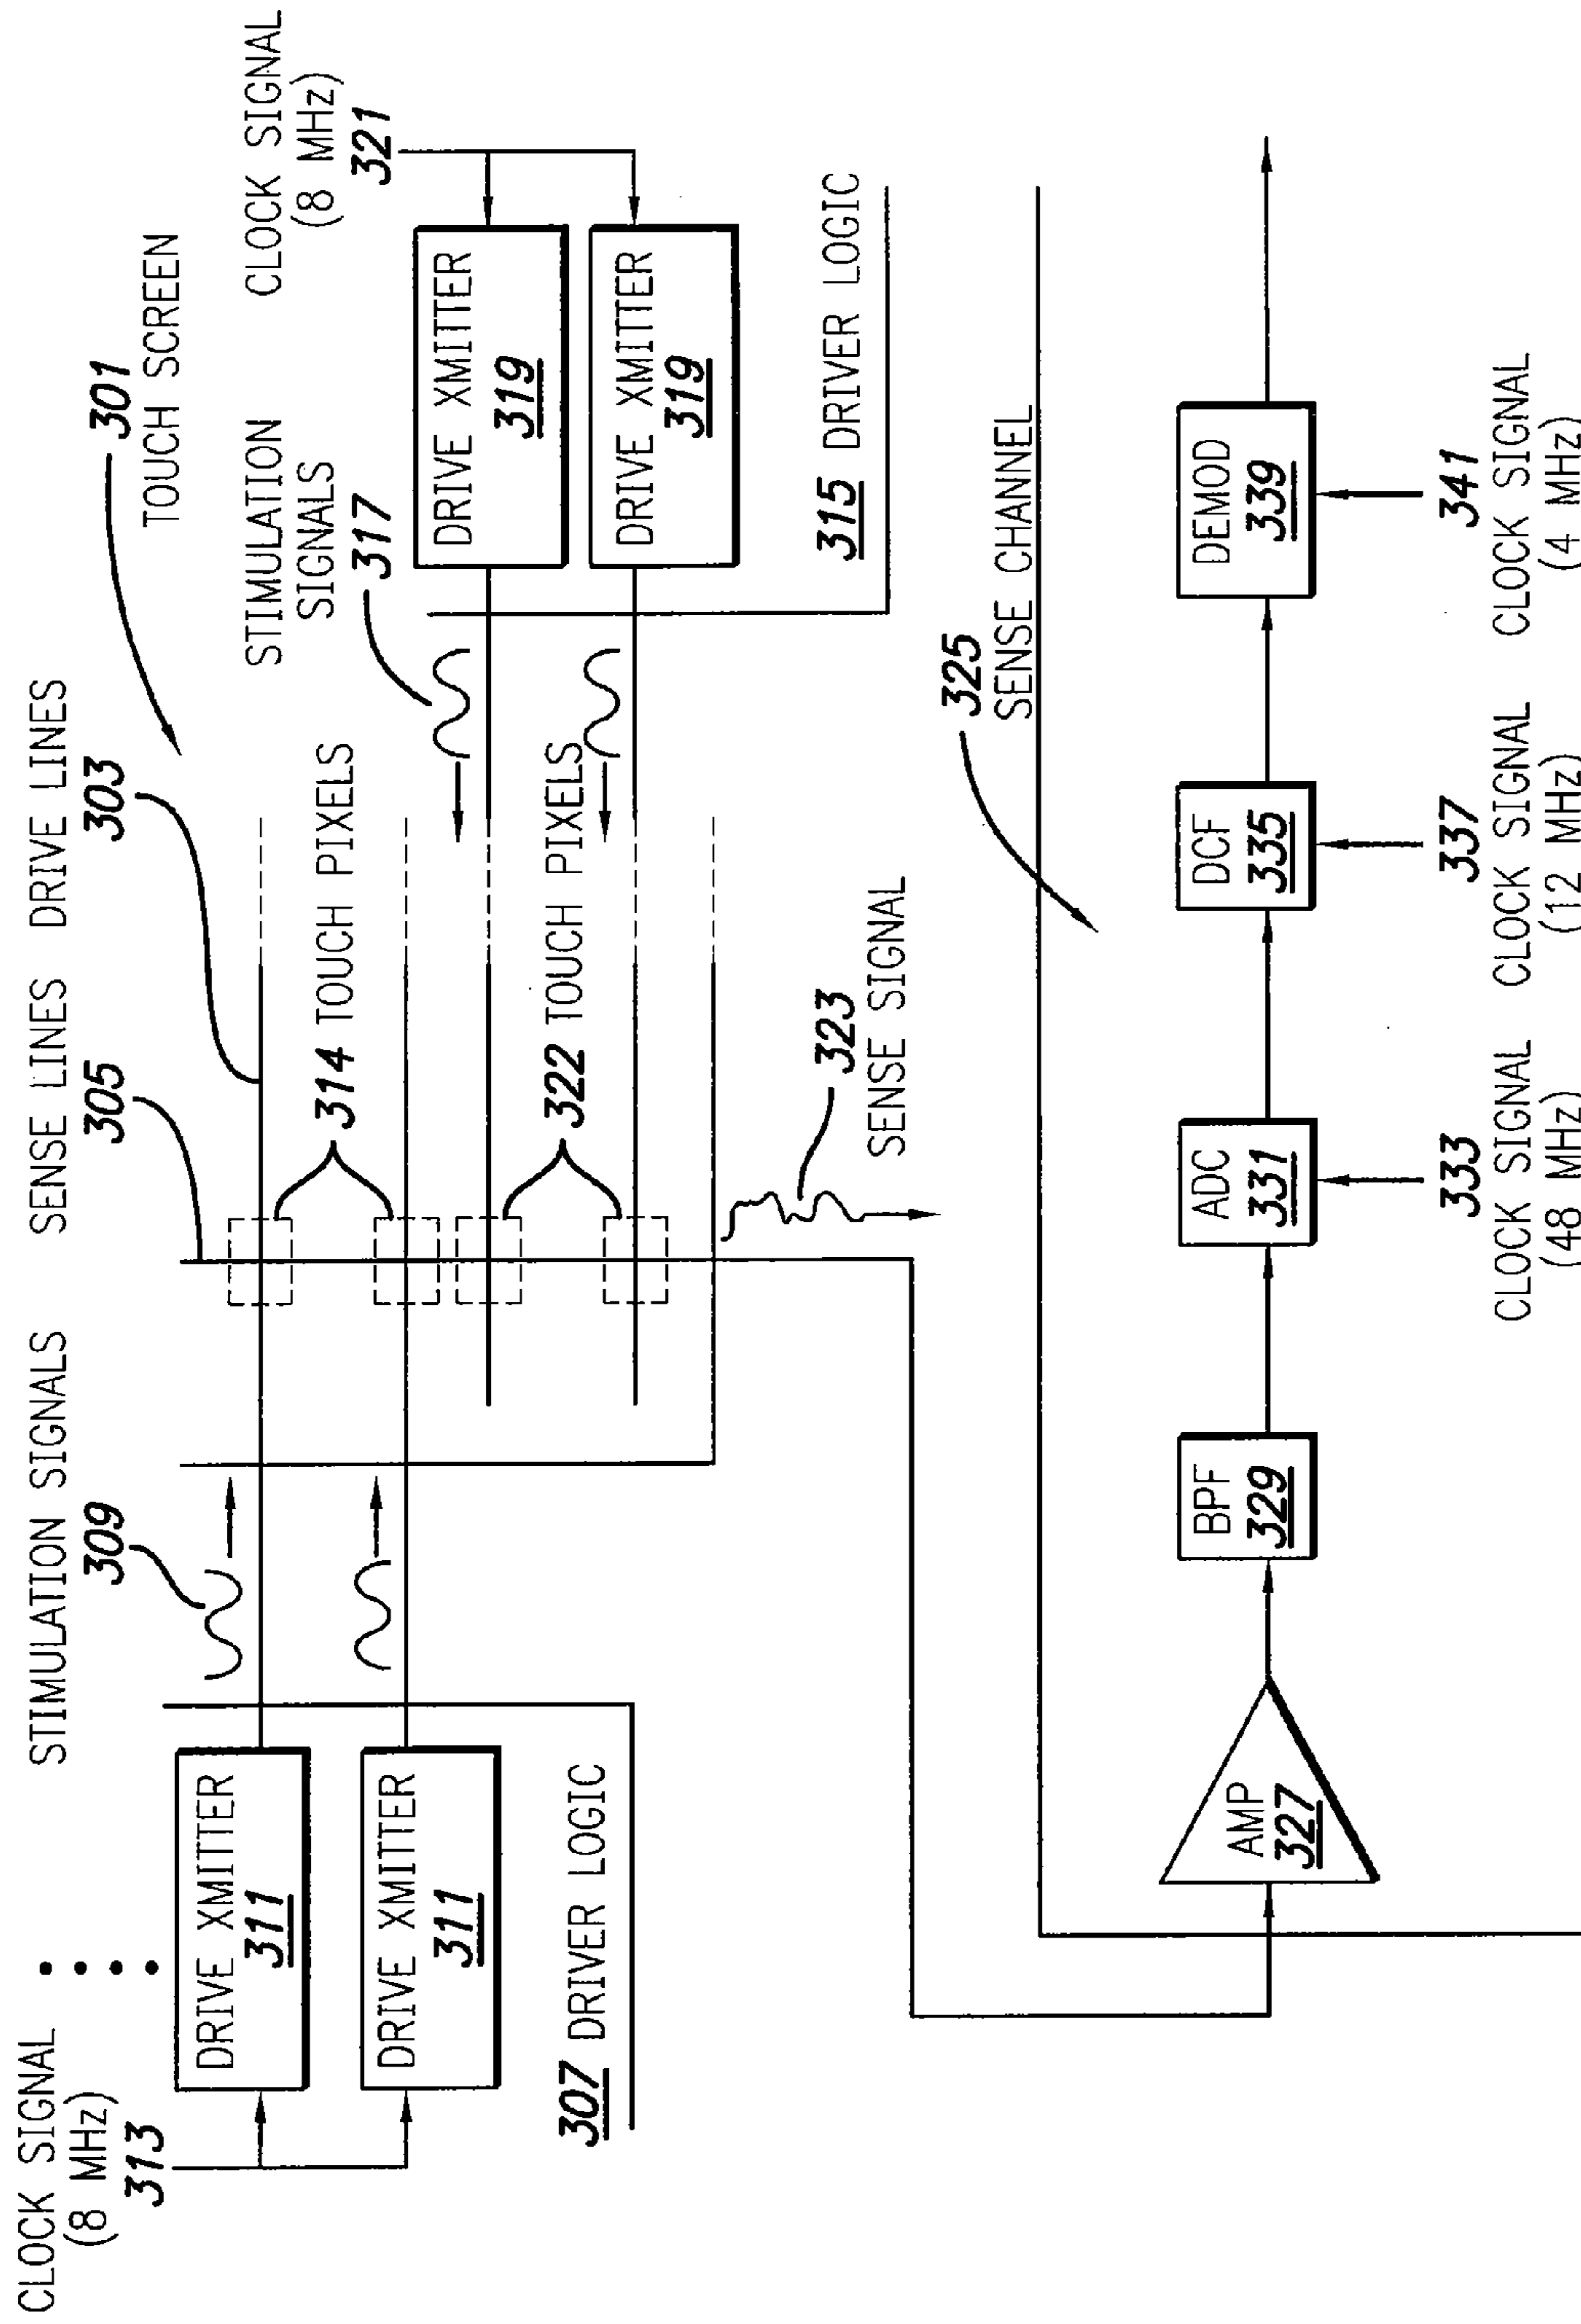 CLOCK SIGNAL
(8 MHz)
313
STIMULATION SIGNALS
309
SENSE LINES
305
DRIVE LINES
303
301
TOUCH SCREEN
CLOCK SIGNAL
(8 MHz)
321
DRIVE XMITTER
311
DRIVE XMITTER
311
307 DRIVER LOGIC
314 TOUCH PIXELS
322 TOUCH PIXELS
STIMULATION
SIGNALS
317
DRIVE XMITTER
319
DRIVE XMITTER
319
315 DRIVER LOGIC
323
SENSE SIGNAL
325
SENSE CHANNEL
AMP
327
BPF
329
ADC
331
DCF
335
DEMOD
339
333
CLOCK SIGNAL
(48 MHz)
337
CLOCK SIGNAL
(12 MHz)
341
CLOCK SIGNAL
(4 MHz)